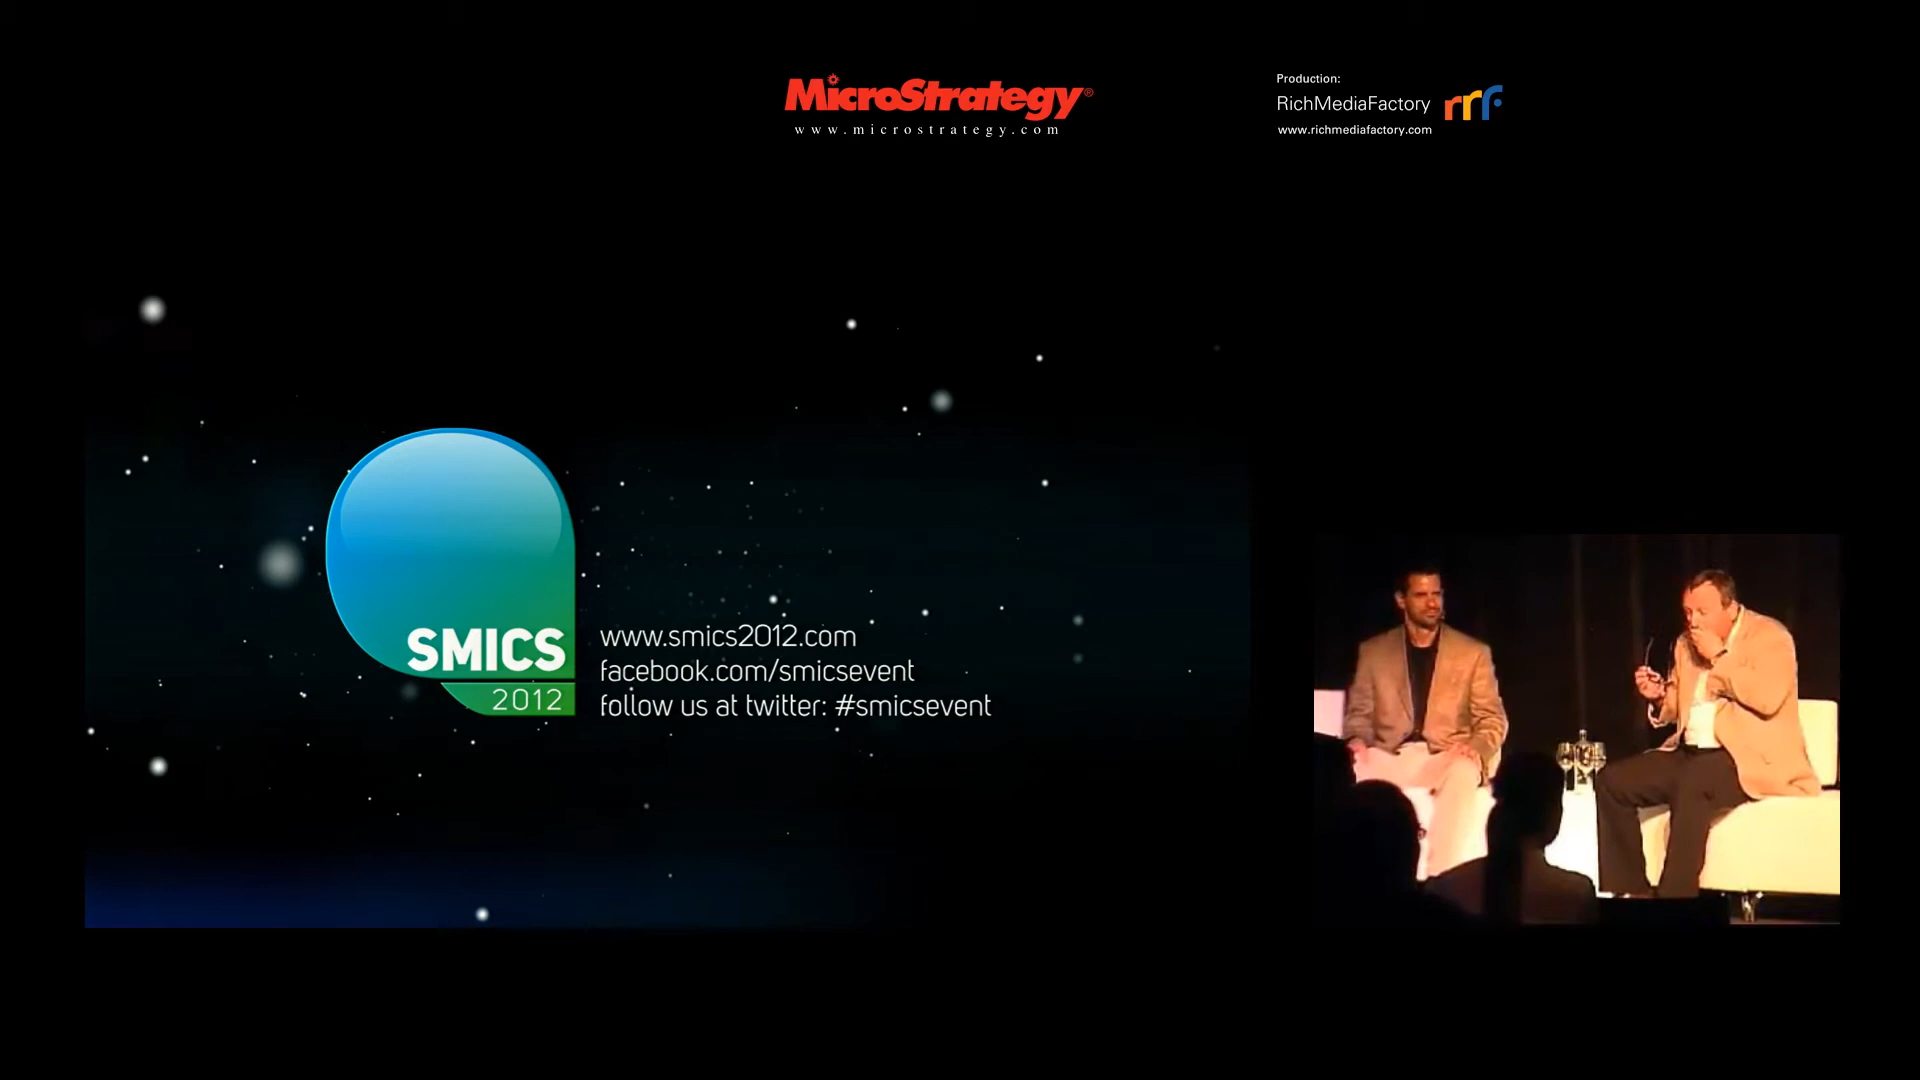 MicroStrategy®
www.microstrategy.com
Production:
RichMediaFactory rrf
www.richmediafactory.com
SMICS
2012
www.smics2012.com
facebook.com/smicsevent
follow us at twitter: #smicsevent